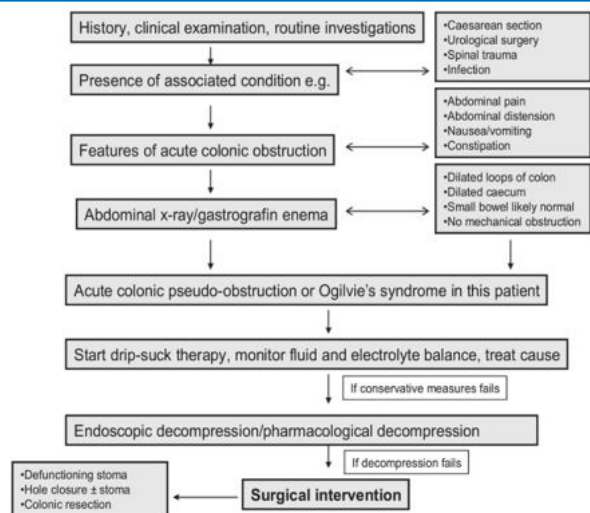 History, clinical examination, routine investigations
•Caesarean section
•Urological surgery
•Spinal trauma
•Infection
Presence of associated condition e.g.
•Abdominal pain
•Abdominal distension
•Nausea/vomiting
•Constipation
Features of acute colonic obstruction
•Dilated loops of colon
•Dilated caecum
•Small bowel likely normal
•No mechanical obstruction
Abdominal x-ray/gastrografin enema
Acute colonic pseudo-obstruction or Ogilvie's syndrome in this patient
Start drip-suck therapy, monitor fluid and electrolyte balance, treat cause
If conservative measures fails
Endoscopic decompression/pharmacological decompression
If decompression fails
•Defunctioning stoma
•Hole closure ± stoma
•Colonic resection
Surgical intervention